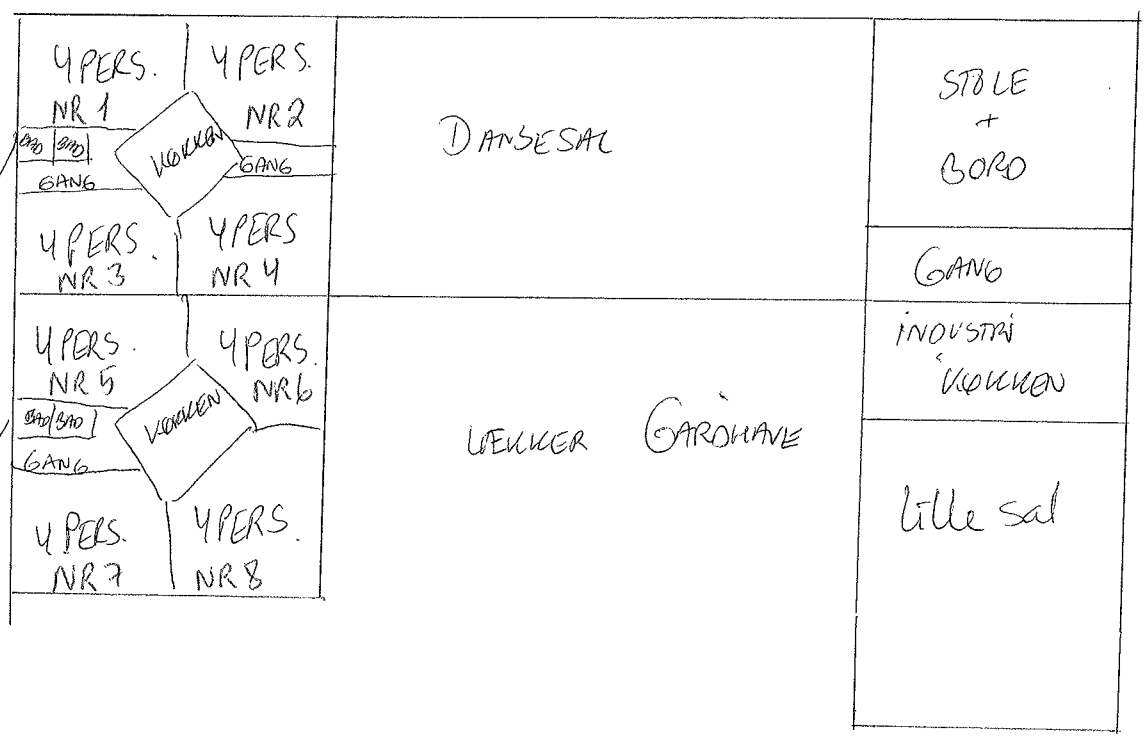 4 PERS.
NR 1
4 PERS.
NR 2
BAD BAD
KØKKEN
GANG
GANG
4 PERS.
NR 3
4 PERS
NR 4
4 PERS.
NR 5
4 PERS.
NR 6
BAD BAD
KØKKEN
GANG
4 PERS.
NR 7
4 PERS.
NR 8
DANSESAL
LÆKKER GÅRDHAVE
STOLE
+
BORD
GANG
INDUSTRI
KØKKEN
Lille sal